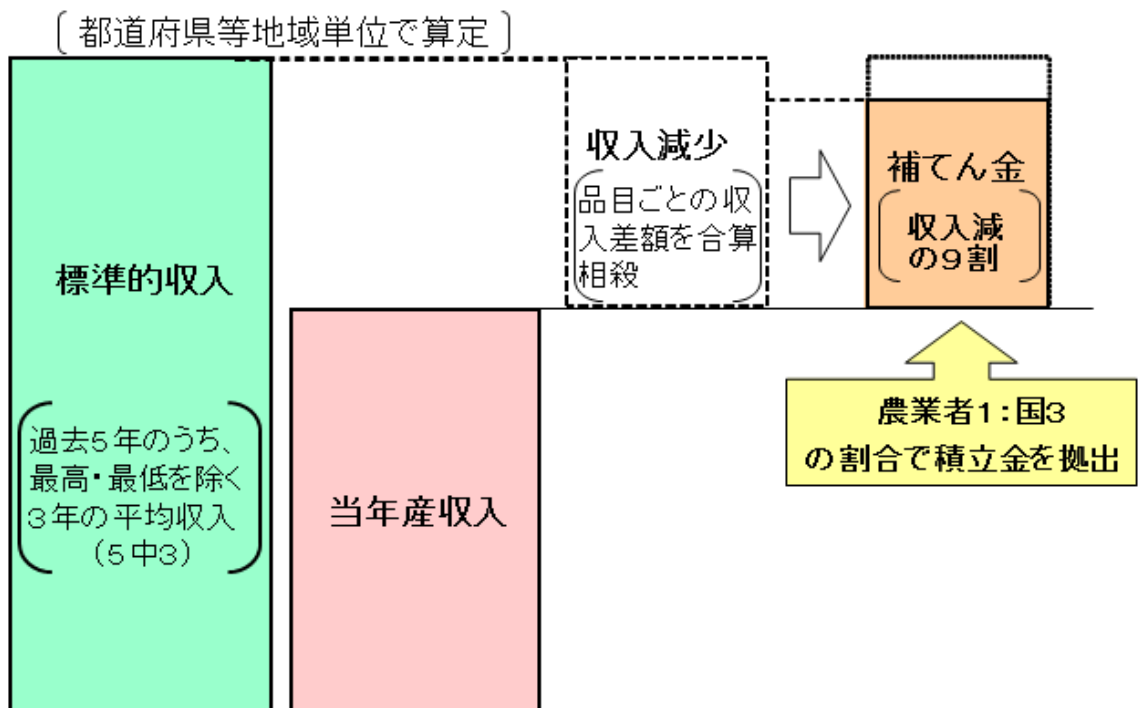 〔都道府県等地域単位で算定〕
標準的収入
過去5年のうち、
最高・最低を除く
3年の平均収入
（5中3）
当年産収入
収入減少
品目ごとの収
入差額を合算
相殺
補てん金
収入減
の9割
農業者1：国3
の割合で積立金を拠出